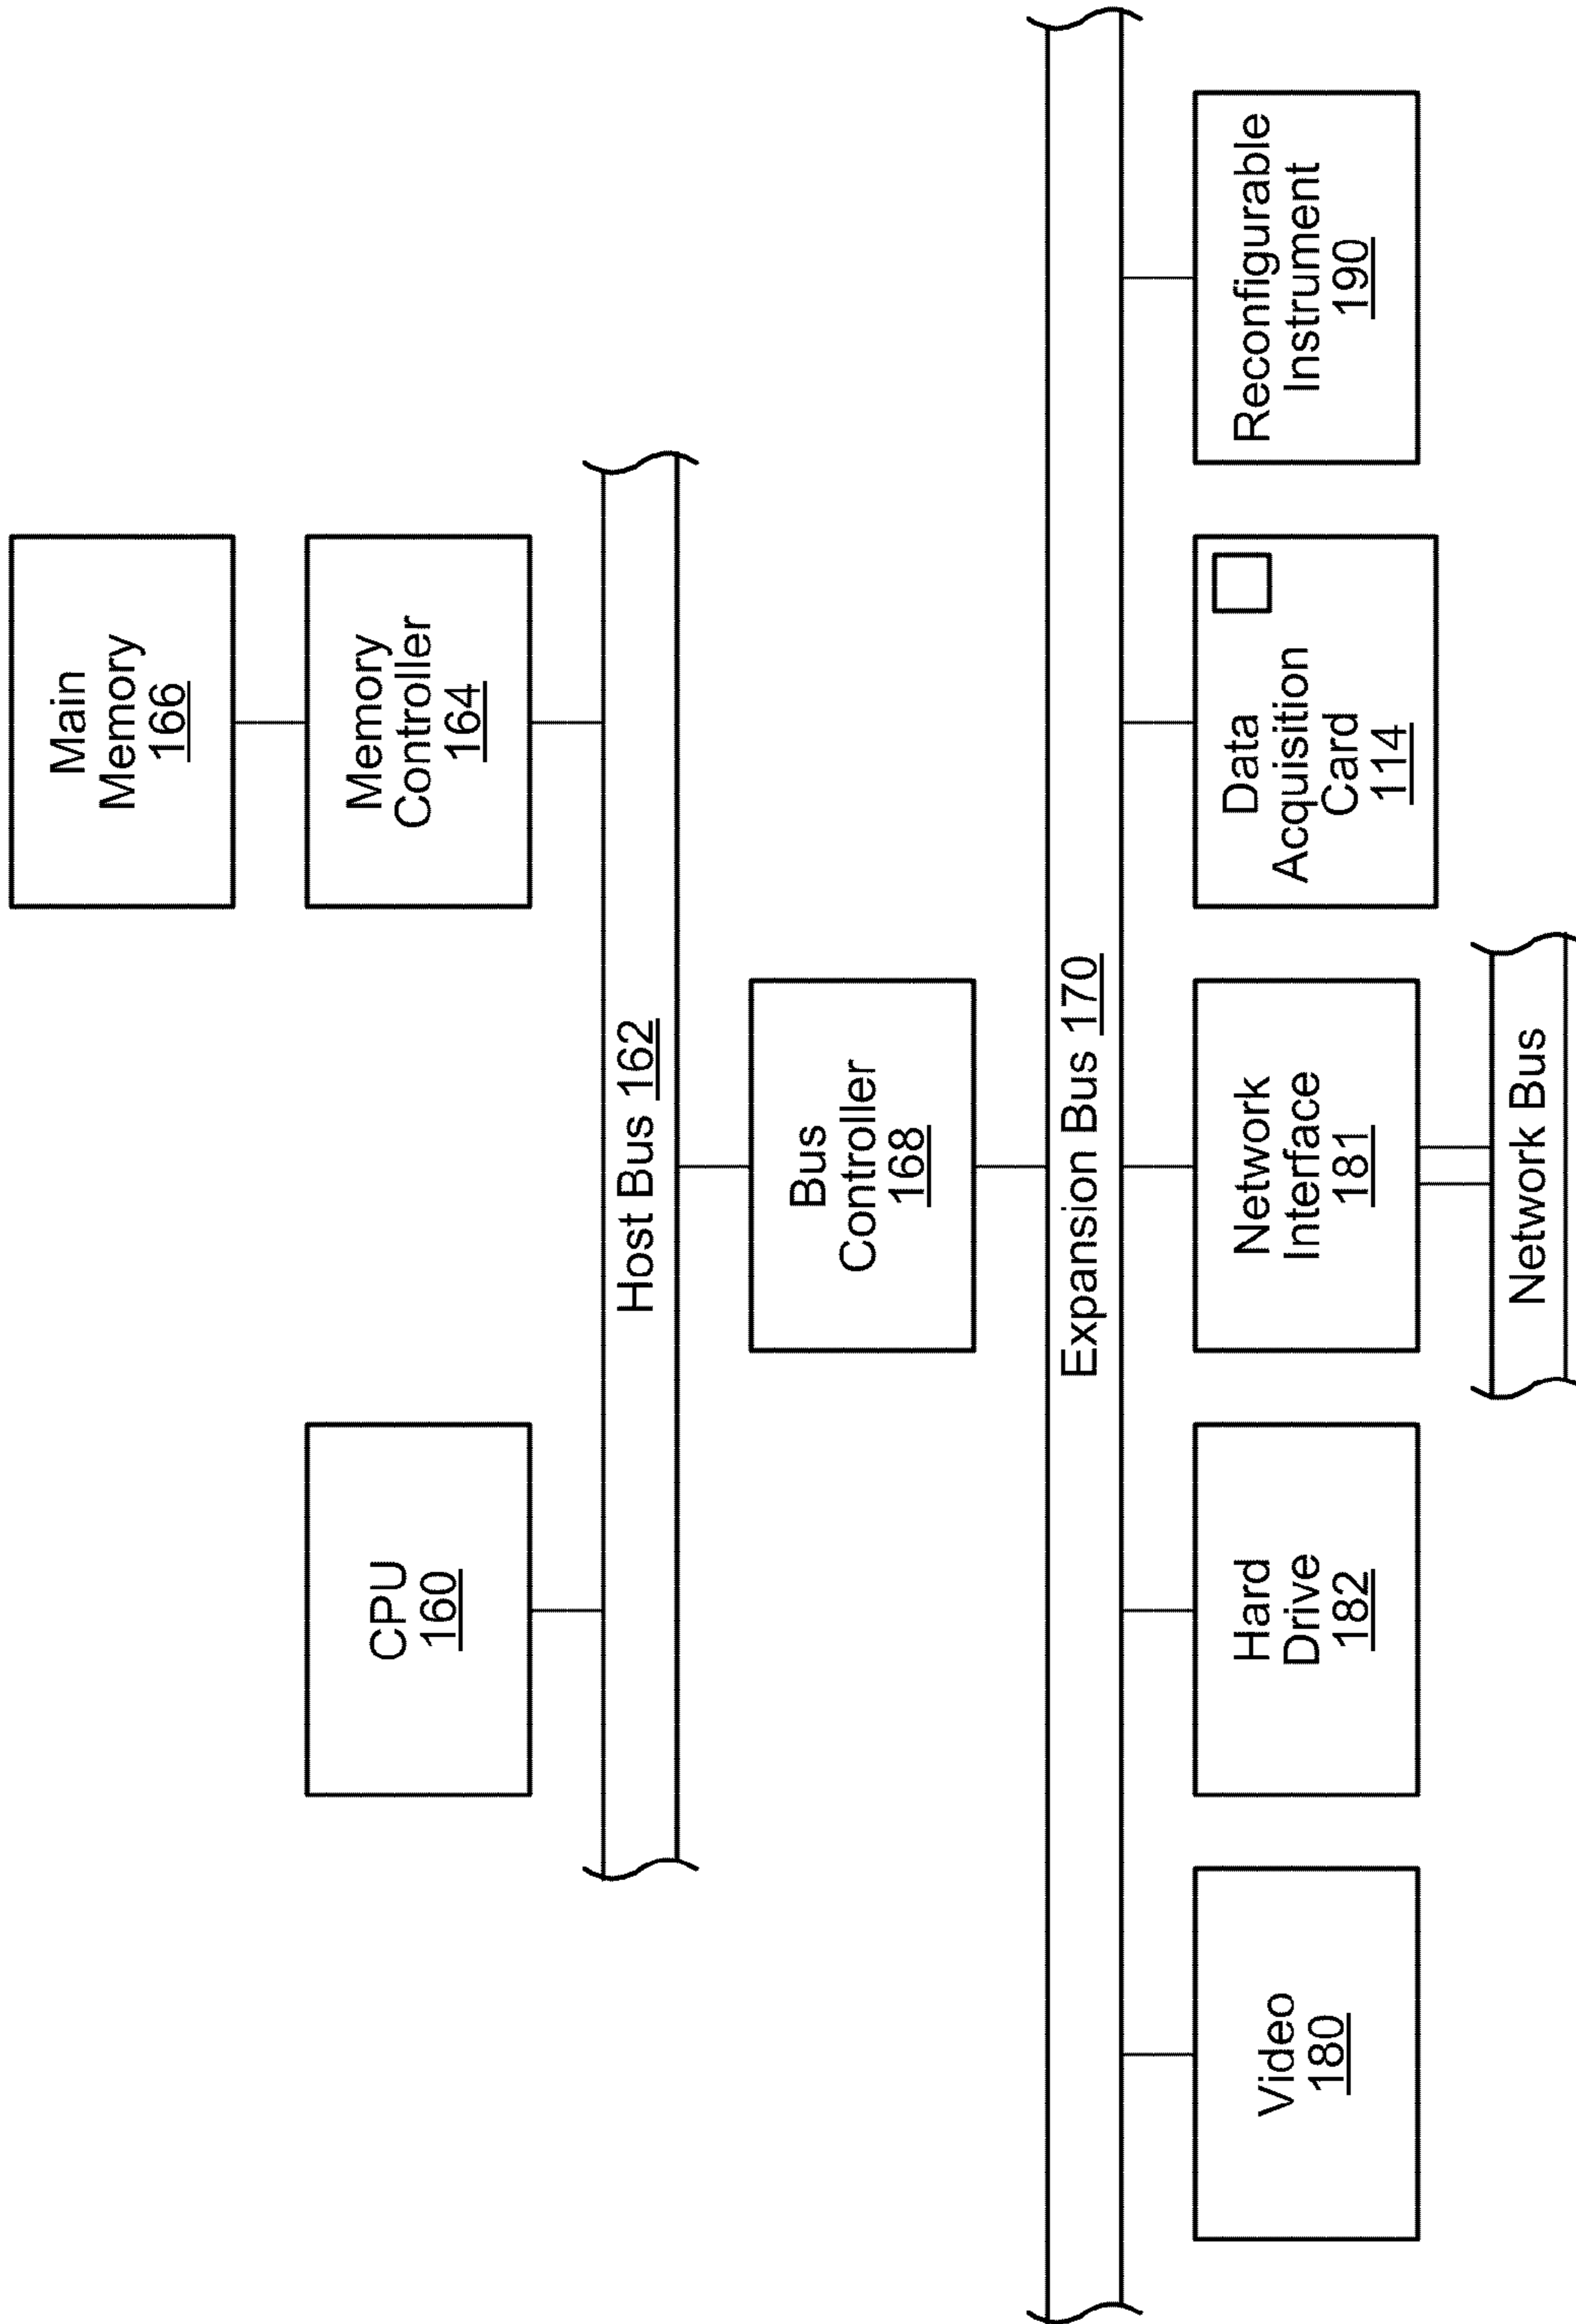 Main
Memory
166
CPU
160
Memory
Controller
164
Host Bus 162
Bus
Controller
168
Expansion Bus 170
Video
180
Hard
Drive
182
Network
Interface
181
Data
Acquisition
Card
114
Reconfigurable
Instrument
190
Network Bus